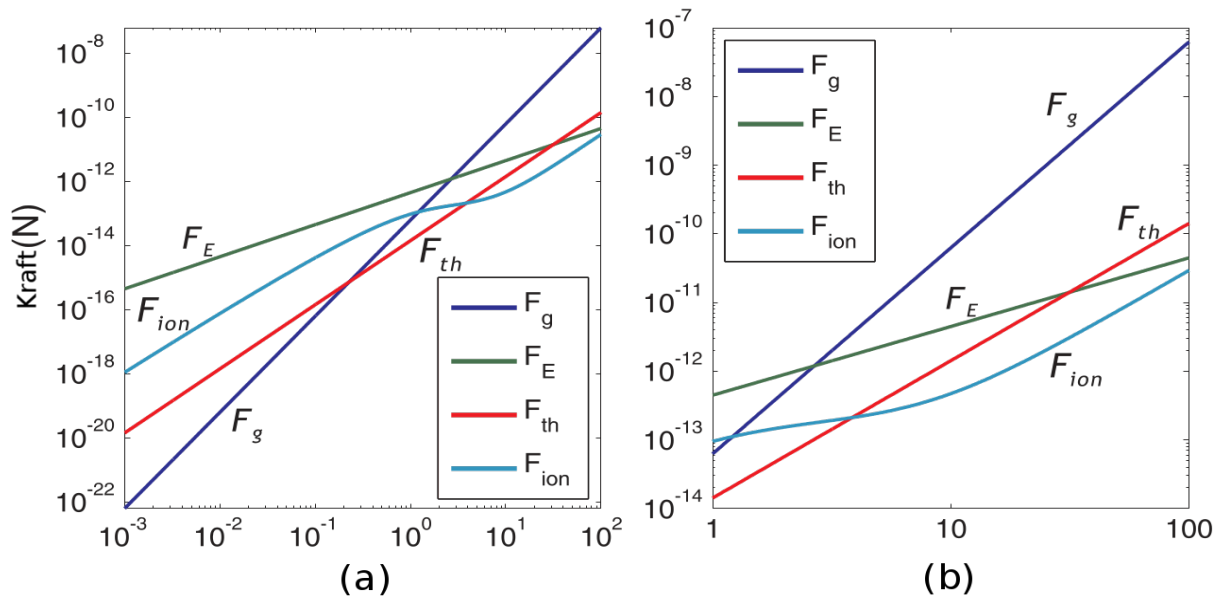 Kraft(N)
10^-8
10^-10
10^-12
10^-14
10^-16
10^-18
10^-20
10^-22
10^-3 10^-2 10^-1 10^0 10^1 10^2
F_E
F_ion
F_th
F_g
F_g
F_E
F_th
F_ion
(a)
10^-7
10^-8
10^-9
10^-10
10^-11
10^-12
10^-13
10^-14
1 10 100
F_g
F_E
F_th
F_ion
F_g
F_th
F_E
F_ion
(b)